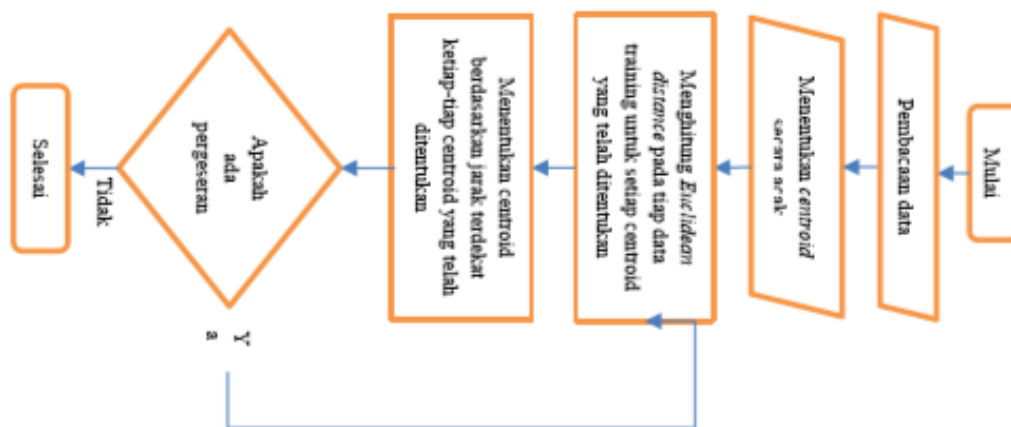 Mulai
Pembacaan data
Menentukan centroid
secara acak
Menghitung Euclidean
distance pada tiap data
training untuk setiap centroid
yang telah ditentukan
Menentukan centroid
berdasarkan jarak terdekat
ketiap-tiap centroid yang telah
ditentukan
Apakah
ada
pergeseran
Y
a
Tidak
Selesai